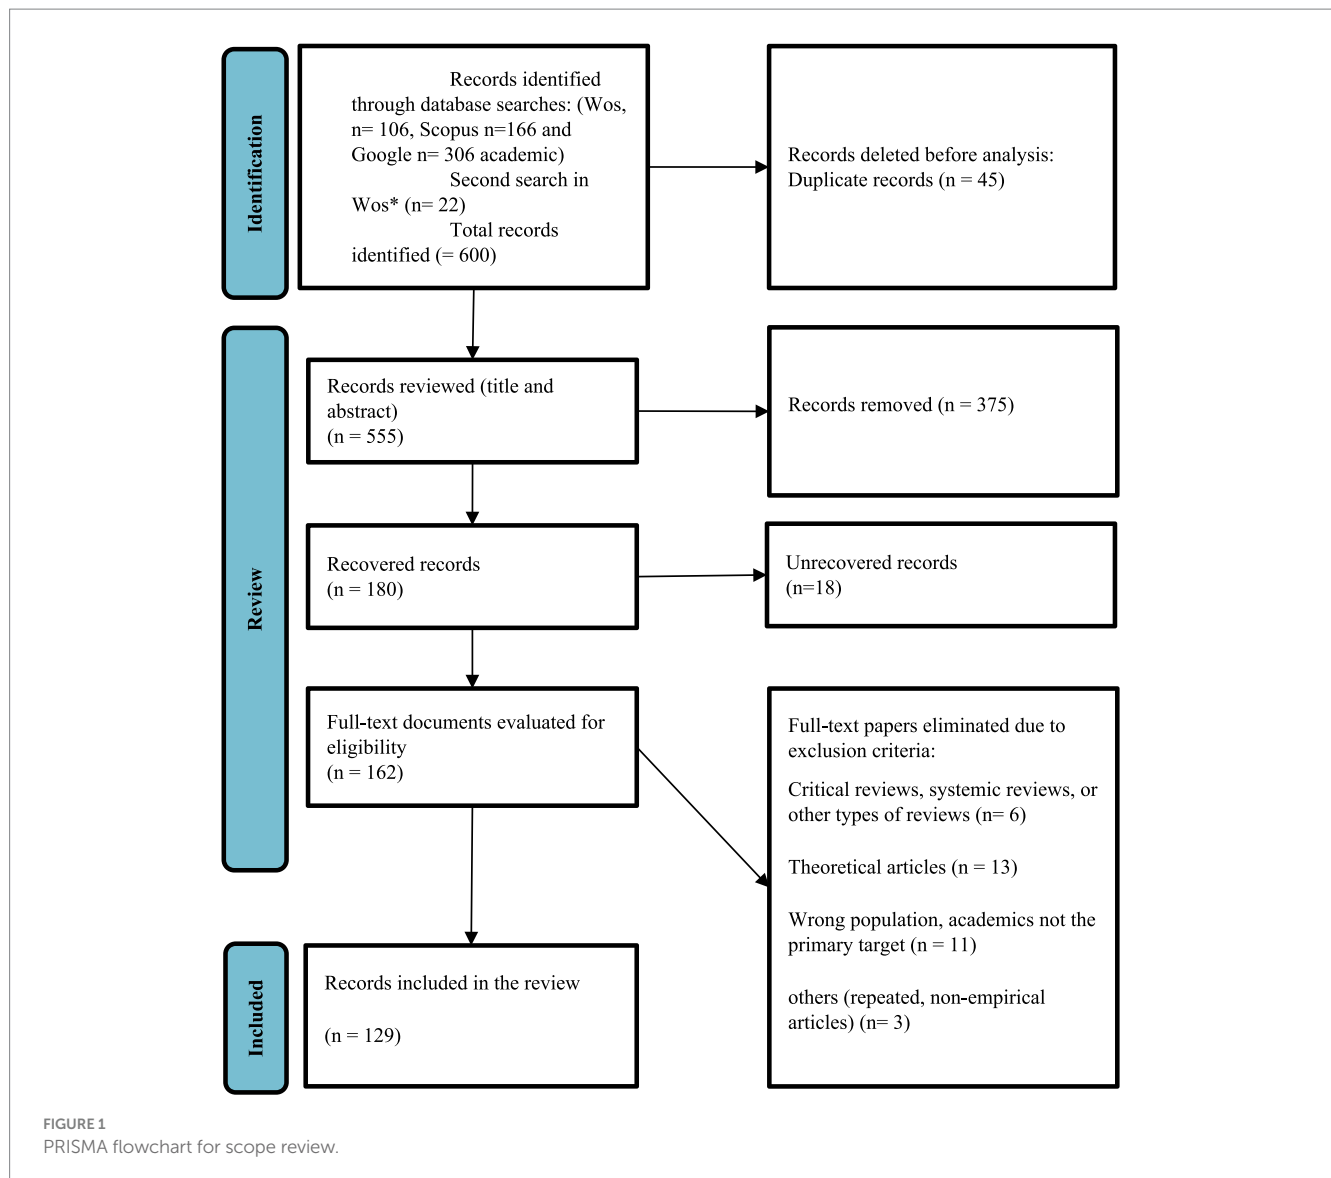 Identification
Records identified
through database searches: (Wos,
n= 106, Scopus n=166 and
Google n= 306 academic)
Second search in
Wos* (n= 22)
Total records
identified (= 600)
Records deleted before analysis:
Duplicate records (n = 45)
Review
Records reviewed (title and
abstract)
(n = 555)
Records removed (n = 375)
Recovered records
(n = 180)
Unrecovered records
(n=18)
Full-text documents evaluated for
eligibility
(n = 162)
Full-text papers eliminated due to
exclusion criteria:
Critical reviews, systemic reviews, or
other types of reviews (n= 6)
Theoretical articles (n = 13)
Wrong population, academics not the
primary target (n = 11)
others (repeated, non-empirical
articles) (n= 3)
Included
Records included in the review
(n = 129)
FIGURE 1
PRISMA flowchart for scope review.